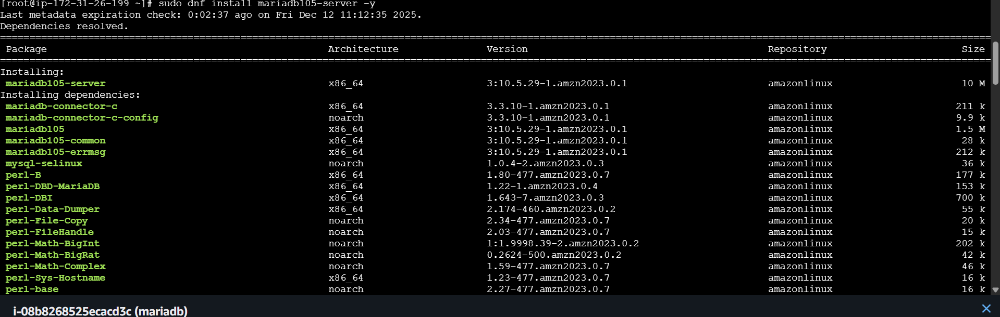 [root@ip-172-31-26-199 ~]# sudo dnf install mariadb105-server -y
Last metadata expiration check: 0:02:37 ago on Fri Dec 12 11:12:35 2025.
Dependencies resolved.
Package Architecture Version Repository Size
Installing:
mariadb105-server x86_64 3:10.5.29-1.amzn2023.0.1 amazonlinux 10 M
Installing dependencies:
mariadb-connector-c x86_64 3.3.10-1.amzn2023.0.1 amazonlinux 211 k
mariadb-connector-c-config noarch 3.3.10-1.amzn2023.0.1 amazonlinux 9.9 k
mariadb105 x86_64 3:10.5.29-1.amzn2023.0.1 amazonlinux 1.5 M
mariadb105-common x86_64 3:10.5.29-1.amzn2023.0.1 amazonlinux 28 k
mariadb105-errmsg x86_64 3:10.5.29-1.amzn2023.0.1 amazonlinux 212 k
mysql-selinux noarch 1.0.4-2.amzn2023.0.3 amazonlinux 36 k
perl-B x86_64 1.80-477.amzn2023.0.7 amazonlinux 177 k
perl-DBD-MariaDB x86_64 1.22-1.amzn2023.0.4 amazonlinux 153 k
perl-DBI x86_64 1.643-7.amzn2023.0.3 amazonlinux 700 k
perl-Data-Dumper x86_64 2.174-460.amzn2023.0.2 amazonlinux 55 k
perl-File-Copy noarch 2.34-477.amzn2023.0.7 amazonlinux 20 k
perl-FileHandle noarch 2.03-477.amzn2023.0.7 amazonlinux 15 k
perl-Math-BigInt noarch 1:1.9998.39-2.amzn2023.0.2 amazonlinux 202 k
perl-Math-BigRat noarch 0.2624-500.amzn2023.0.2 amazonlinux 42 k
perl-Math-Complex noarch 1.59-477.amzn2023.0.7 amazonlinux 46 k
perl-Sys-Hostname x86_64 1.23-477.amzn2023.0.7 amazonlinux 16 k
perl-base noarch 2.27-477.amzn2023.0.7 amazonlinux 16 k
i-08b8268525ecacd3c (mariadb)